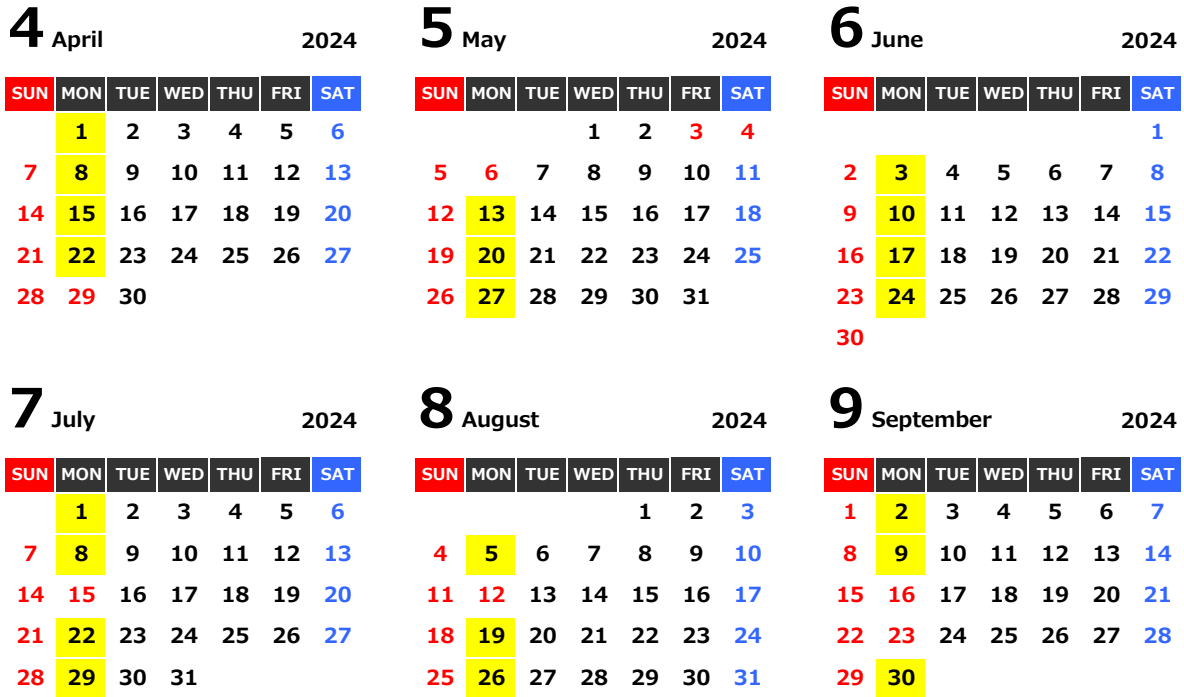 4 April 2024
SUN MON TUE WED THU FRI SAT
1 2 3 4 5 6
7 8 9 10 11 12 13
14 15 16 17 18 19 20
21 22 23 24 25 26 27
28 29 30
5 May 2024
SUN MON TUE WED THU FRI SAT
1 2 3 4
5 6 7 8 9 10 11
12 13 14 15 16 17 18
19 20 21 22 23 24 25
26 27 28 29 30 31
6 June 2024
SUN MON TUE WED THU FRI SAT
1
2 3 4 5 6 7 8
9 10 11 12 13 14 15
16 17 18 19 20 21 22
23 24 25 26 27 28 29
30
7 July 2024
SUN MON TUE WED THU FRI SAT
1 2 3 4 5 6
7 8 9 10 11 12 13
14 15 16 17 18 19 20
21 22 23 24 25 26 27
28 29 30 31
8 August 2024
SUN MON TUE WED THU FRI SAT
1 2 3
4 5 6 7 8 9 10
11 12 13 14 15 16 17
18 19 20 21 22 23 24
25 26 27 28 29 30 31
9 September 2024
SUN MON TUE WED THU FRI SAT
1 2 3 4 5 6 7
8 9 10 11 12 13 14
15 16 17 18 19 20 21
22 23 24 25 26 27 28
29 30